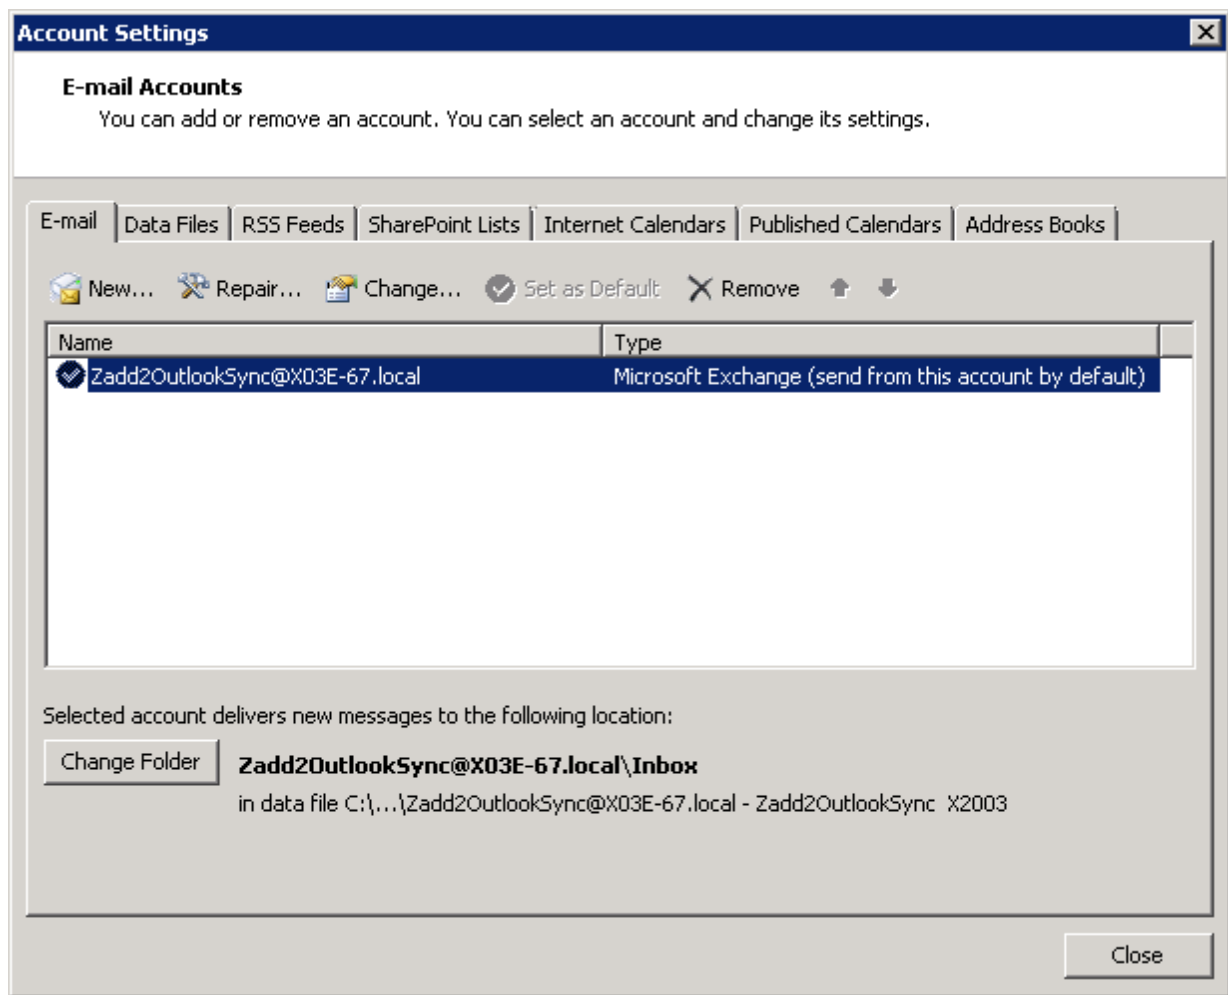 Account Settings
E-mail Accounts
You can add or remove an account. You can select an account and change its settings.
E-mail Data Files RSS Feeds SharePoint Lists Internet Calendars Published Calendars Address Books
New... Repair... Change... Set as Default Remove
Name Type
Zadd2OutlookSync@X03E-67.local Microsoft Exchange (send from this account by default)
Selected account delivers new messages to the following location:
Change Folder Zadd2OutlookSync@X03E-67.local\Inbox
in data file C:\...\Zadd2OutlookSync@X03E-67.local - Zadd2OutlookSync X2003
Close